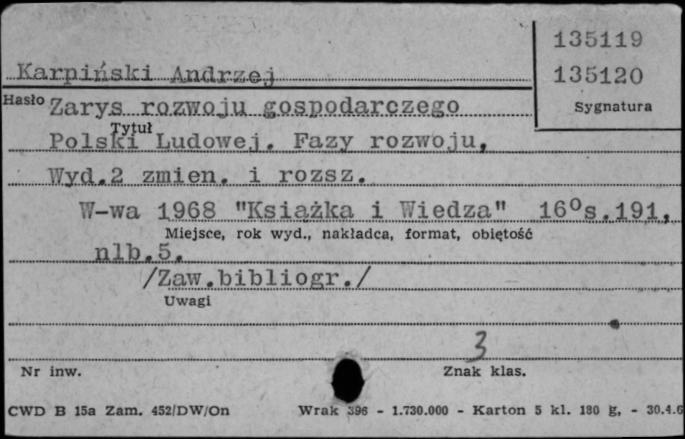 135119
Karpiński Andrzej 135120
Hasło Zarys rozwoju gospodarczego Sygnatura
Tytuł
Polski Ludowej. Fazy rozwoju,
Wyd.2 zmien. i rozsz.
W-wa 1968 "Książka i Wiedza" 16°s.191,
Miejsce, rok wyd., nakładca, format, obiętość
nlb.5.
/Zaw.bibliogr./
Uwagi
3
Nr inw. Znak klas.
CWD B 15a Zam. 452/DW/On Wrak 396 - 1.730.000 - Karton 5 kl. 180 g, - 30.4.6